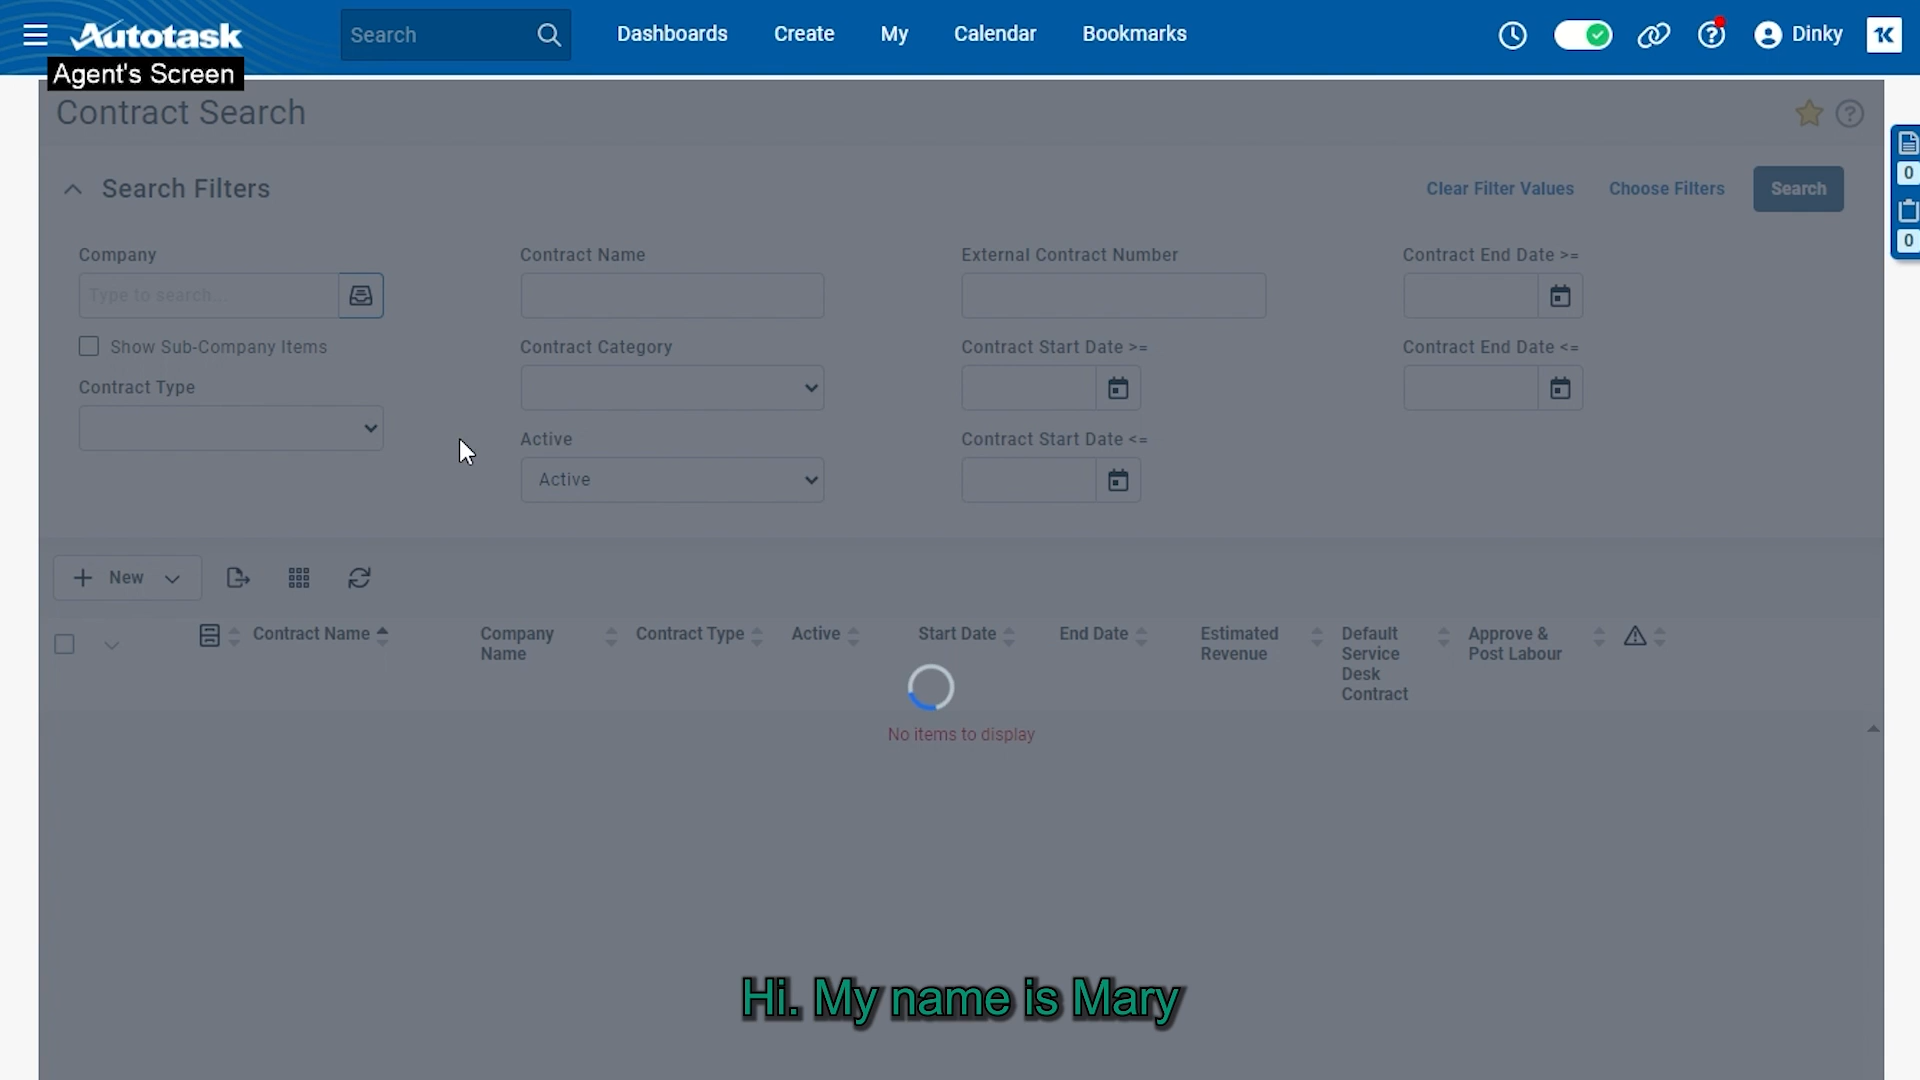 Autotask
Search
Dashboards
Create
My
Calendar
Bookmarks
Dinky
Agent's Screen
Contract Search
Search Filters
Clear Filter Values
Choose Filters
Search
0
0
Company
Contract Name
External Contract Number
Contract End Date >=
Type to search...
Show Sub-Company Items
Contract Category
Contract Start Date >=
Contract End Date <=
Contract Type
Active
Contract Start Date <=
Active
New
Contract Name
Company
Name
Contract Type
Active
Start Date
End Date
Estimated
Revenue
Default
Service
Desk
Contract
Approve &
Post Labour
No items to display
Hi. My name is Mary